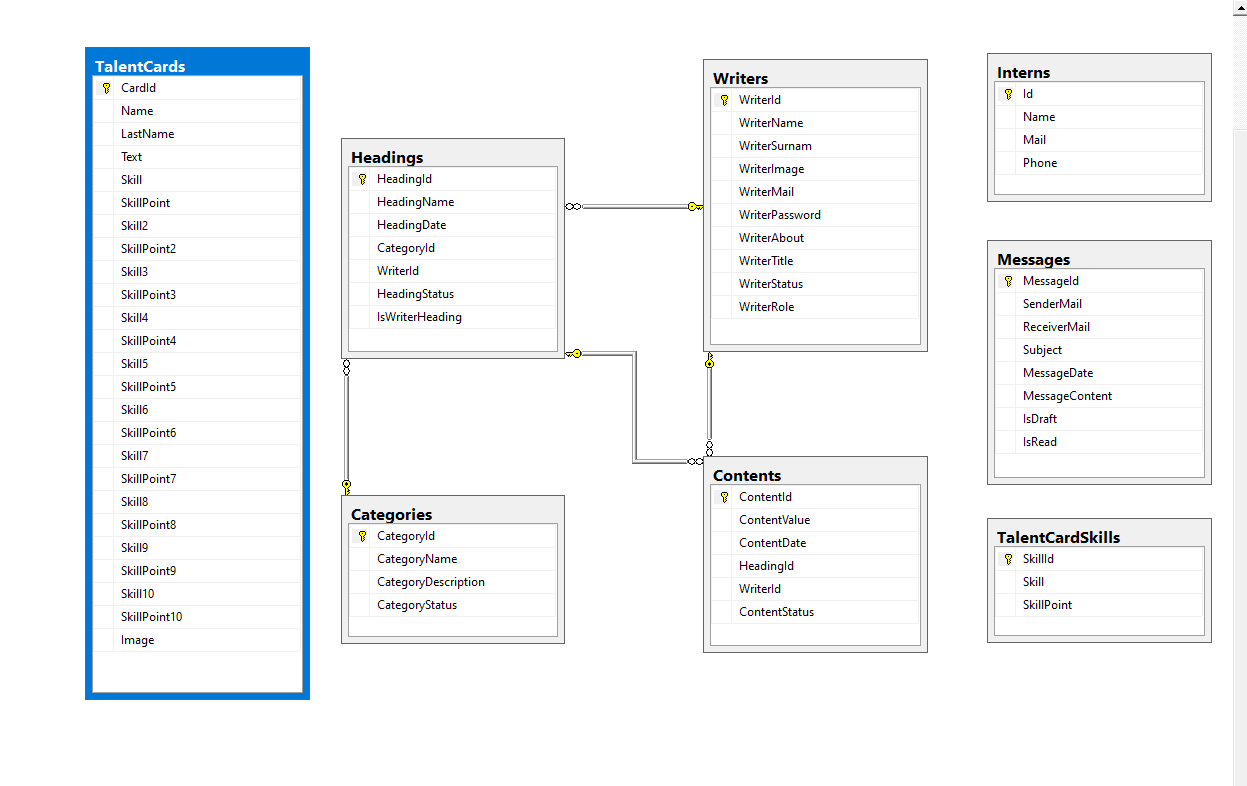 TalentCards
CardId
Name
LastName
Text
Skill
SkillPoint
Skill2
SkillPoint2
Skill3
SkillPoint3
Skill4
SkillPoint4
Skill5
SkillPoint5
Skill6
SkillPoint6
Skill7
SkillPoint7
Skill8
SkillPoint8
Skill9
SkillPoint9
Skill10
SkillPoint10
Image
Headings
HeadingId
HeadingName
HeadingDate
CategoryId
WriterId
HeadingStatus
IsWriterHeading
Categories
CategoryId
CategoryName
CategoryDescription
CategoryStatus
Writers
WriterId
WriterName
WriterSurnam
WriterImage
WriterMail
WriterPassword
WriterAbout
WriterTitle
WriterStatus
WriterRole
Contents
ContentId
ContentValue
ContentDate
HeadingId
WriterId
ContentStatus
Interns
Id
Name
Mail
Phone
Messages
MessageId
SenderMail
ReceiverMail
Subject
MessageDate
MessageContent
IsDraft
IsRead
TalentCardSkills
SkillId
Skill
SkillPoint